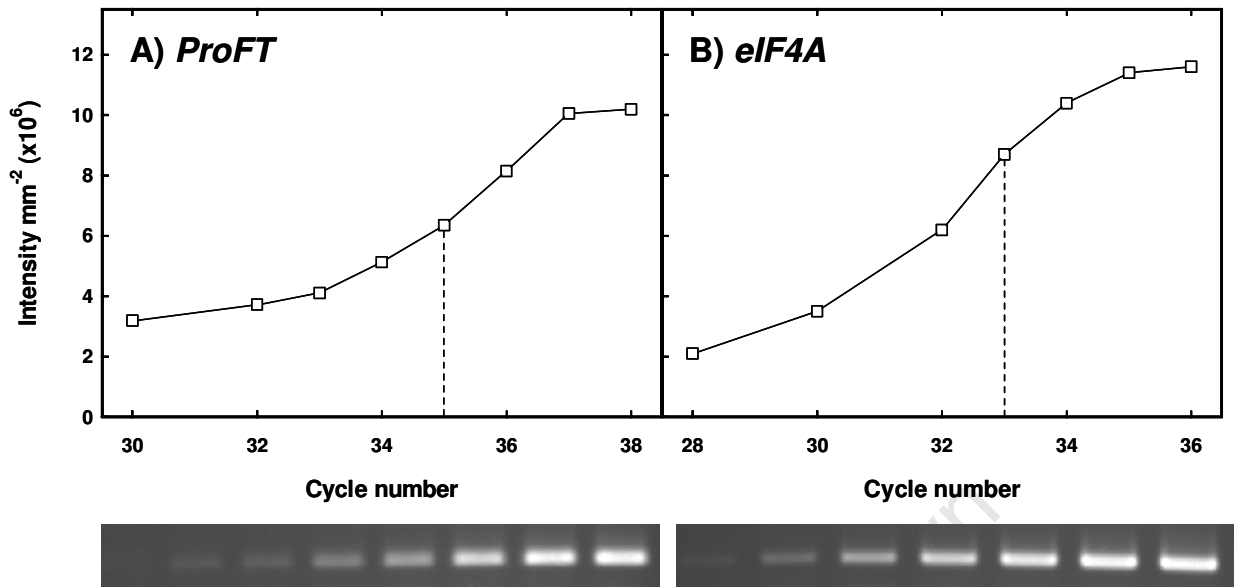 A) ProFT
B) eIF4A
Intensity mm⁻² (x10⁶)
12
10
8
6
4
2
0
30 32 34 36 38
28 30 32 34 36
Cycle number
Cycle number